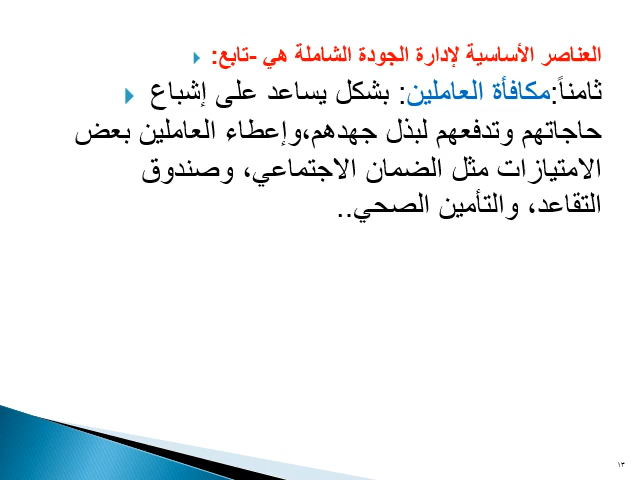 العناصر الأساسية لإدارة الجودة الشاملة هي -تابع:
ثامناً:مكافأة العاملين: بشكل يساعد على إشباع
حاجاتهم وتدفعهم لبذل جهدهم،وإعطاء العاملين بعض
الامتيازات مثل الضمان الاجتماعي، وصندوق
التقاعد، والتأمين الصحي..
١٣